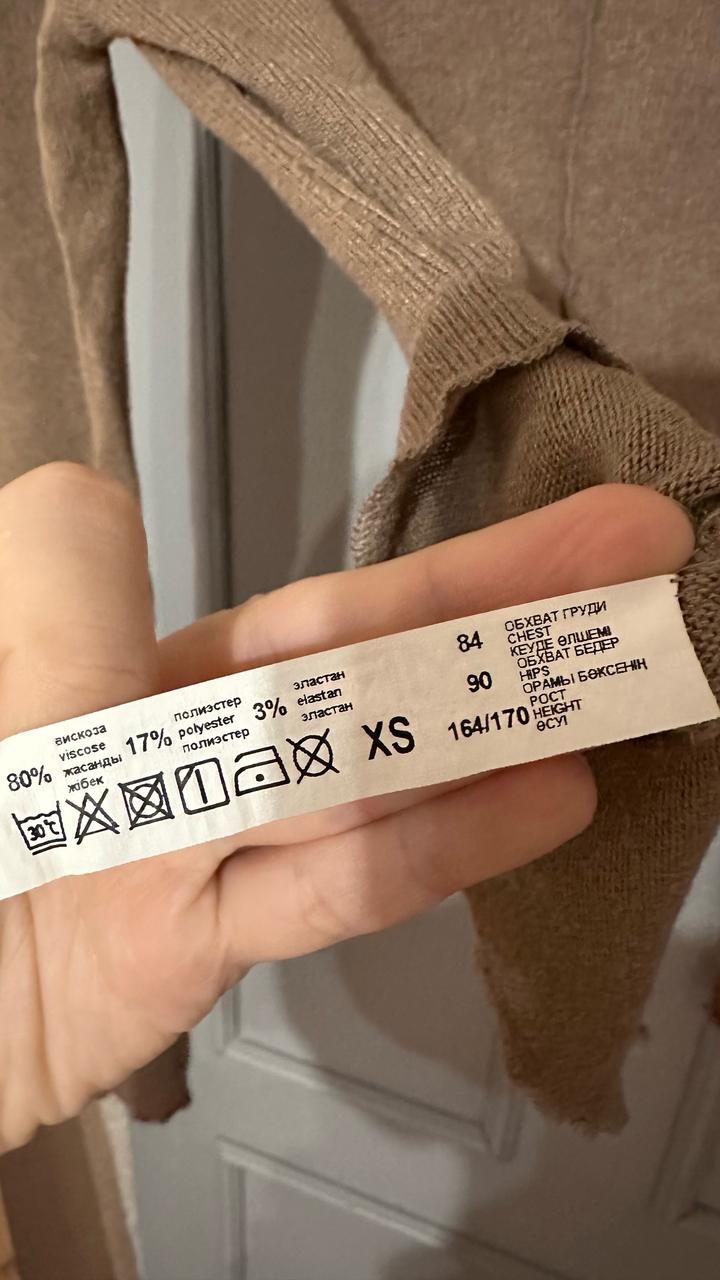 80%
вискоза
viscose
жасанды
жібек
17%
полиэстер
polyester
полиэстер
3%
эластан
elastan
эластан
30°C
XS
84
ОБХВАТ ГРУДИ
CHEST
КЕУДЕ ӨЛШЕМІ
90
ОБХВАТ БЕДЕР
HIPS
ОРАМЫ БӨКСЕНІҢ
164/170
РОСТ
HEIGHT
ӨСУІ